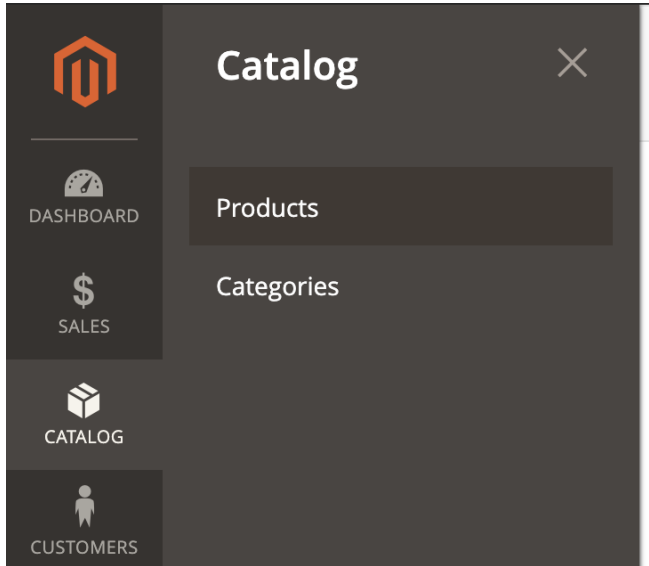 Catalog
DASHBOARD
Products
SALES
Categories
CATALOG
CUSTOMERS